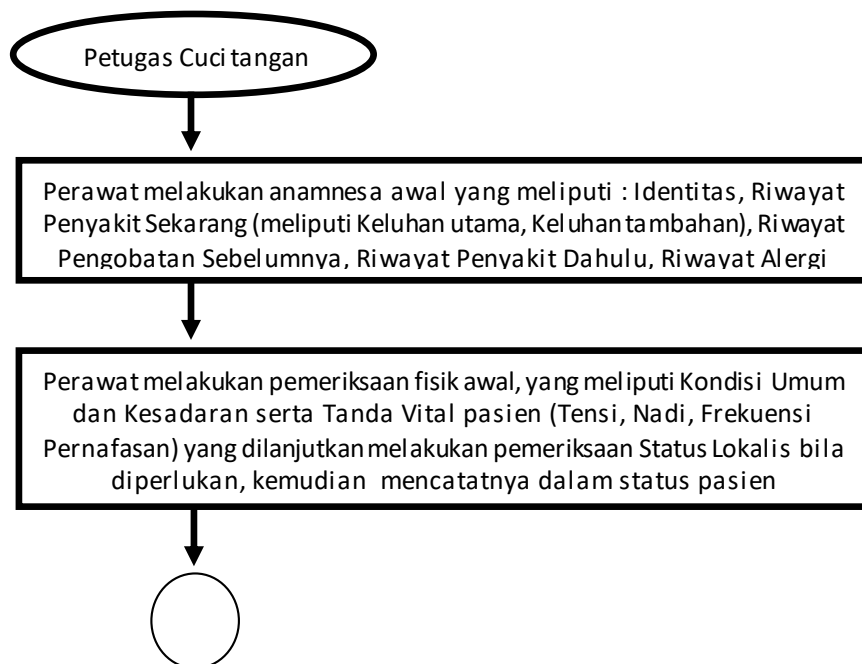 Petugas Cuci tangan
Perawat melakukan anamnesa awal yang meliputi : Identitas, Riwayat
Penyakit Sekarang (meliputi Keluhan utama, Keluhan tambahan), Riwayat
Pengobatan Sebelumnya, Riwayat Penyakit Dahulu, Riwayat Alergi
Perawat melakukan pemeriksaan fisik awal, yang meliputi Kondisi Umum
dan Kesadaran serta Tanda Vital pasien (Tensi, Nadi, Frekuensi
Pernafasan) yang dilanjutkan melakukan pemeriksaan Status Lokalis bila
diperlukan, kemudian mencatatnya dalam status pasien